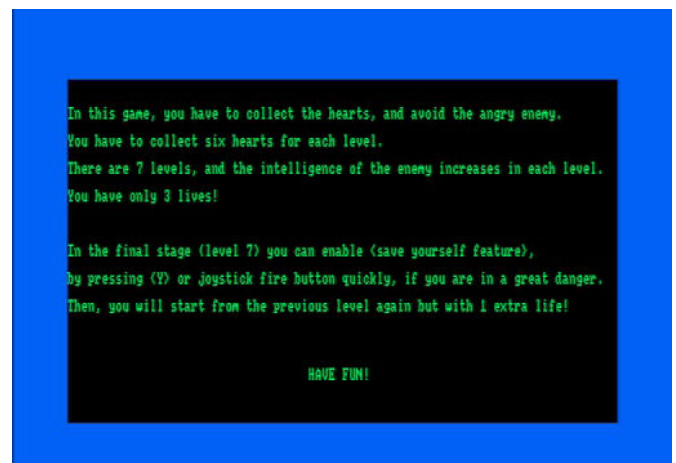 In this game, you have to collect the hearts, and avoid the angry enemy.
You have to collect six hearts for each level.
There are 7 levels, and the intelligence of the enemy increases in each level.
You have only 3 lives!
In the final stage (level 7) you can enable <save yourself feature>,
by pressing <Y> or joystick fire button quickly, if you are in a great danger.
Then, you will start from the previous level again but with 1 extra life!
HAVE FUN!